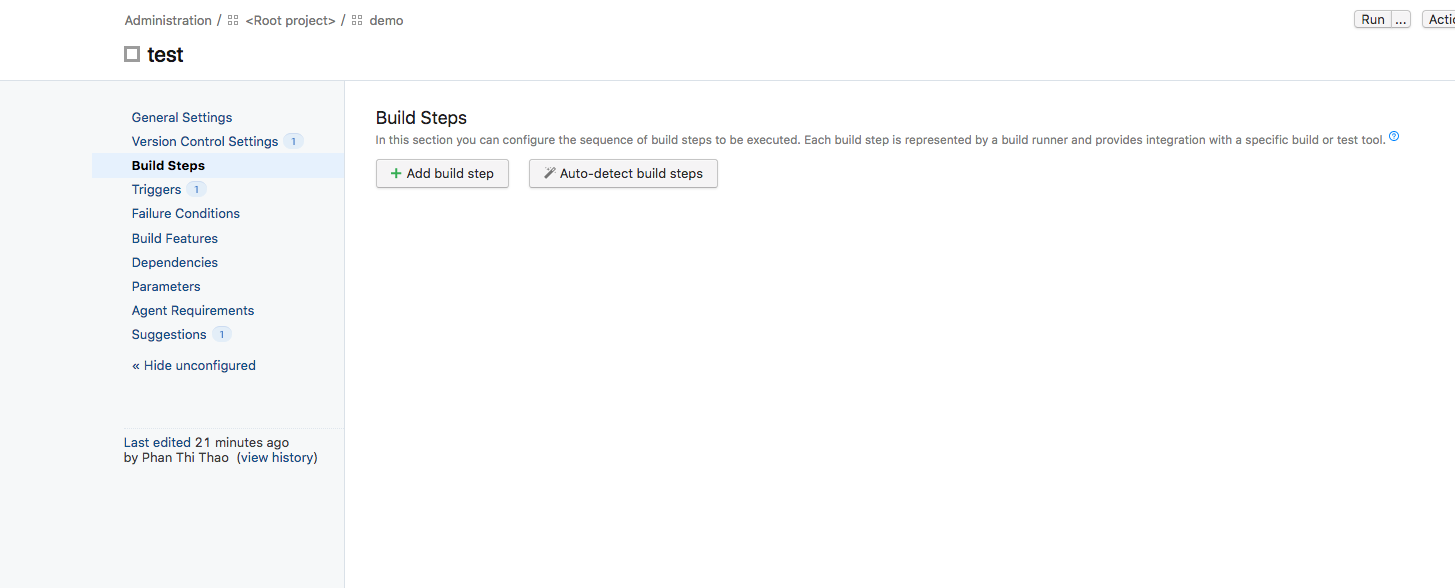 Administration / <Root project> / demo
Run ...
test
General Settings
Version Control Settings 1
Build Steps
Triggers 1
Failure Conditions
Build Features
Dependencies
Parameters
Agent Requirements
Suggestions 1
« Hide unconfigured
Last edited 21 minutes ago
by Phan Thi Thao (view history)
Build Steps
In this section you can configure the sequence of build steps to be executed. Each build step is represented by a build runner and provides integration with a specific build or test tool. ?
+ Add build step
Auto-detect build steps